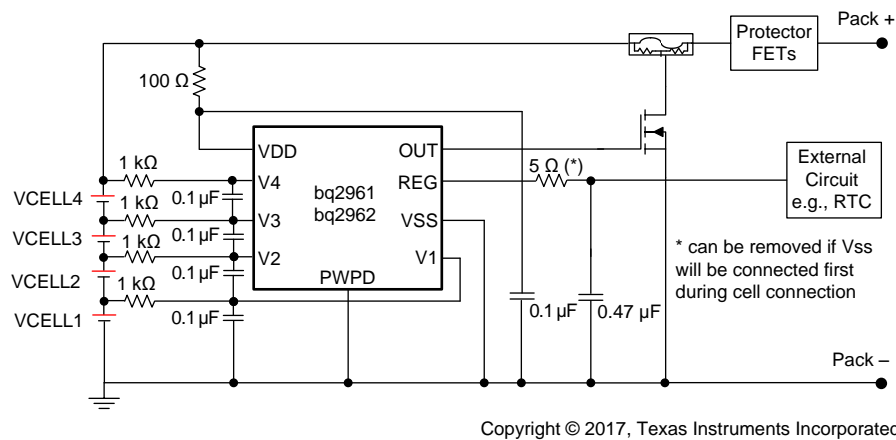 Pack +
Protector
FETs
100 Ω
VDD
OUT
1 kΩ
V4
REG
5 Ω (*)
External
Circuit
e.g., RTC
VCELL4
0.1 µF
bq2961
bq2962
1 kΩ
V3
VSS
VCELL3
0.1 µF
1 kΩ
V2
V1
* can be removed if Vss
will be connected first
during cell connection
VCELL2
0.1 µF
PWPD
1 kΩ
VCELL1
0.1 µF
0.1 µF
0.47 µF
Pack –
Copyright © 2017, Texas Instruments Incorporated